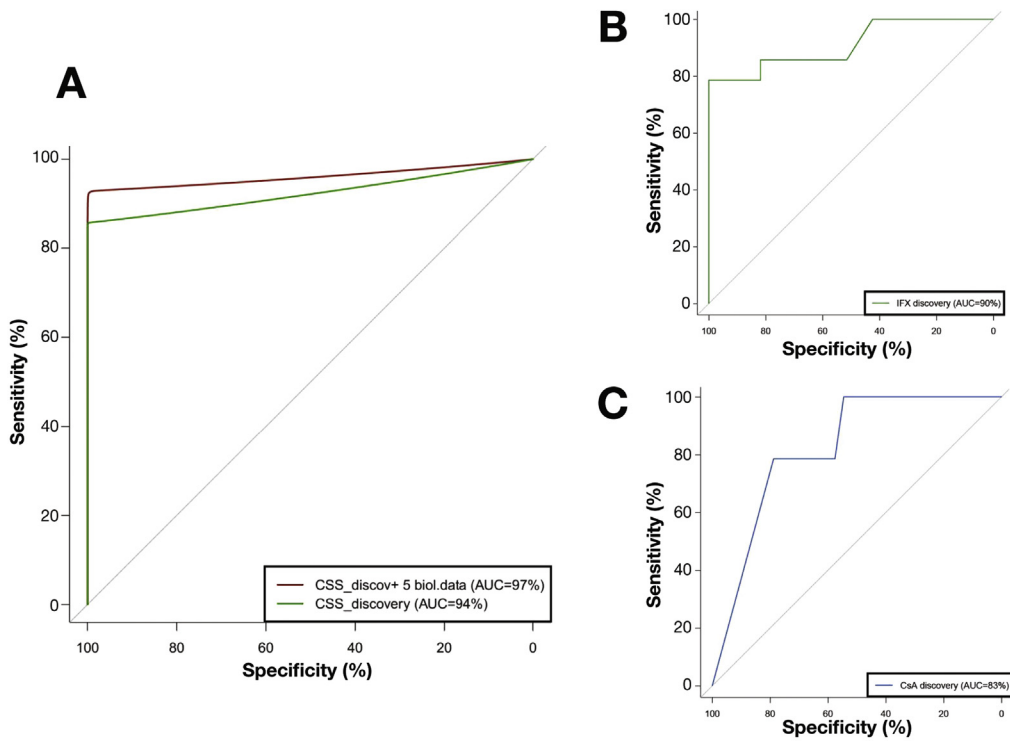 A
100
80
60
40
20
0
Sensitivity (%)
CSS_discov+ 5 biol.data (AUC=97%)
CSS_discovery (AUC=94%)
100 80 60 40 20 0
Specificity (%)
B
100
80
60
40
20
0
Sensitivity (%)
IFX discovery (AUC=90%)
100 80 60 40 20 0
Specificity (%)
C
100
80
60
40
20
0
Sensitivity (%)
CsA discovery (AUC=83%)
100 80 60 40 20 0
Specificity (%)